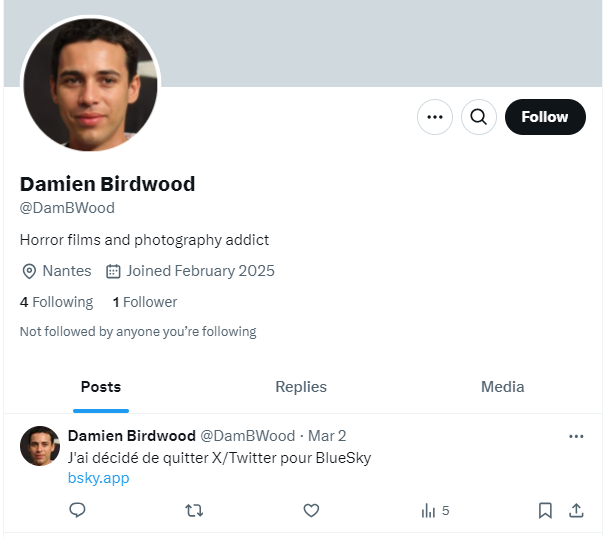 Follow
Damien Birdwood
@DamBWood
Horror films and photography addict
Nantes Joined February 2025
4 Following 1 Follower
Not followed by anyone you’re following
Posts Replies Media
Damien Birdwood @DamBWood · Mar 2
J'ai décidé de quitter X/Twitter pour BlueSky
bsky.app
5